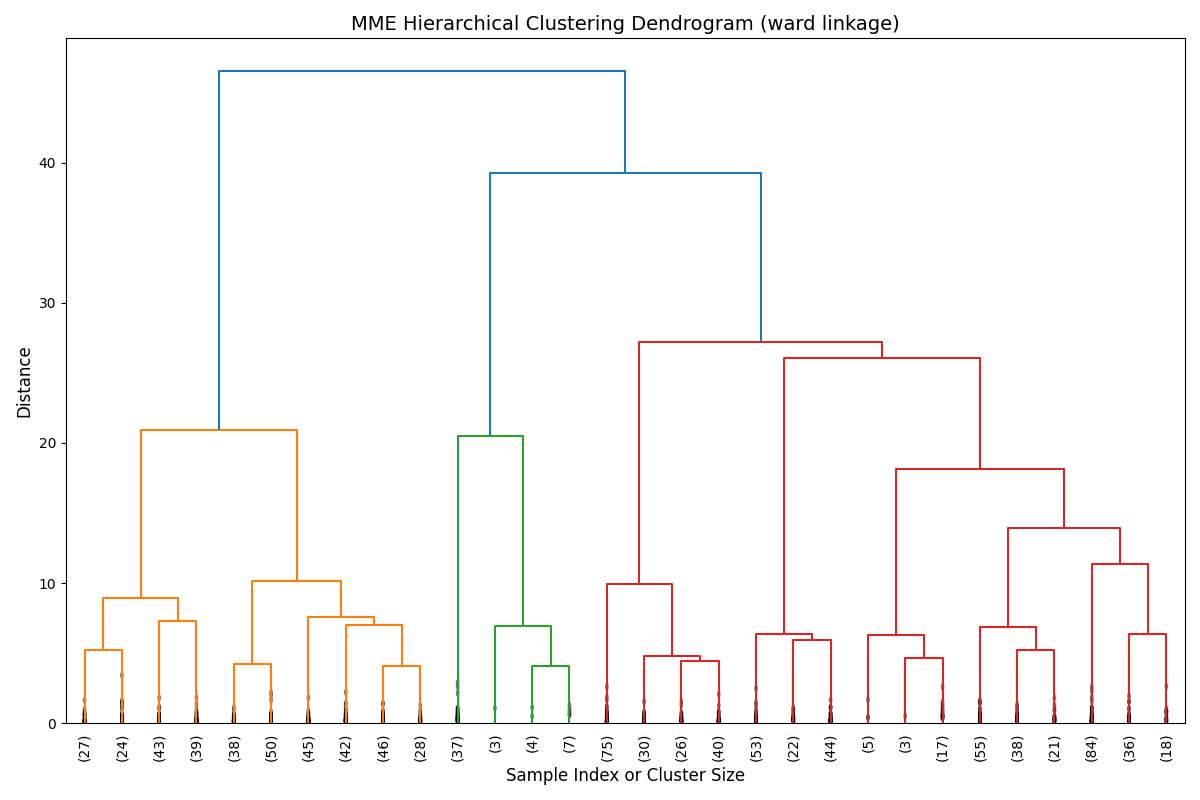 MME Hierarchical Clustering Dendrogram (ward linkage)
Distance
40
30
20
10
0
(27) (24) (43) (39) (38) (50) (45) (42) (46) (28) (37) (3) (4) (7) (75) (30) (26) (40) (53) (22) (44) (5) (3) (17) (55) (38) (21) (84) (36) (18)
Sample Index or Cluster Size